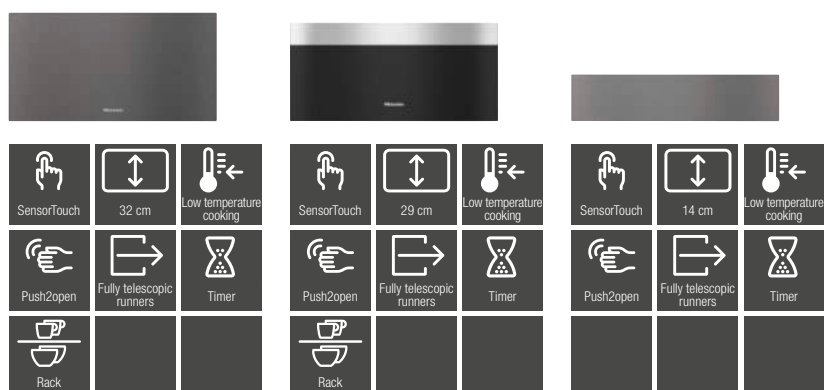 SensorTouch
32 cm
Low temperature
cooking
Push2open
Fully telescopic
runners
Timer
Rack
SensorTouch
29 cm
Low temperature
cooking
Push2open
Fully telescopic
runners
Timer
Rack
SensorTouch
14 cm
Low temperature
cooking
Push2open
Fully telescopic
runners
Timer